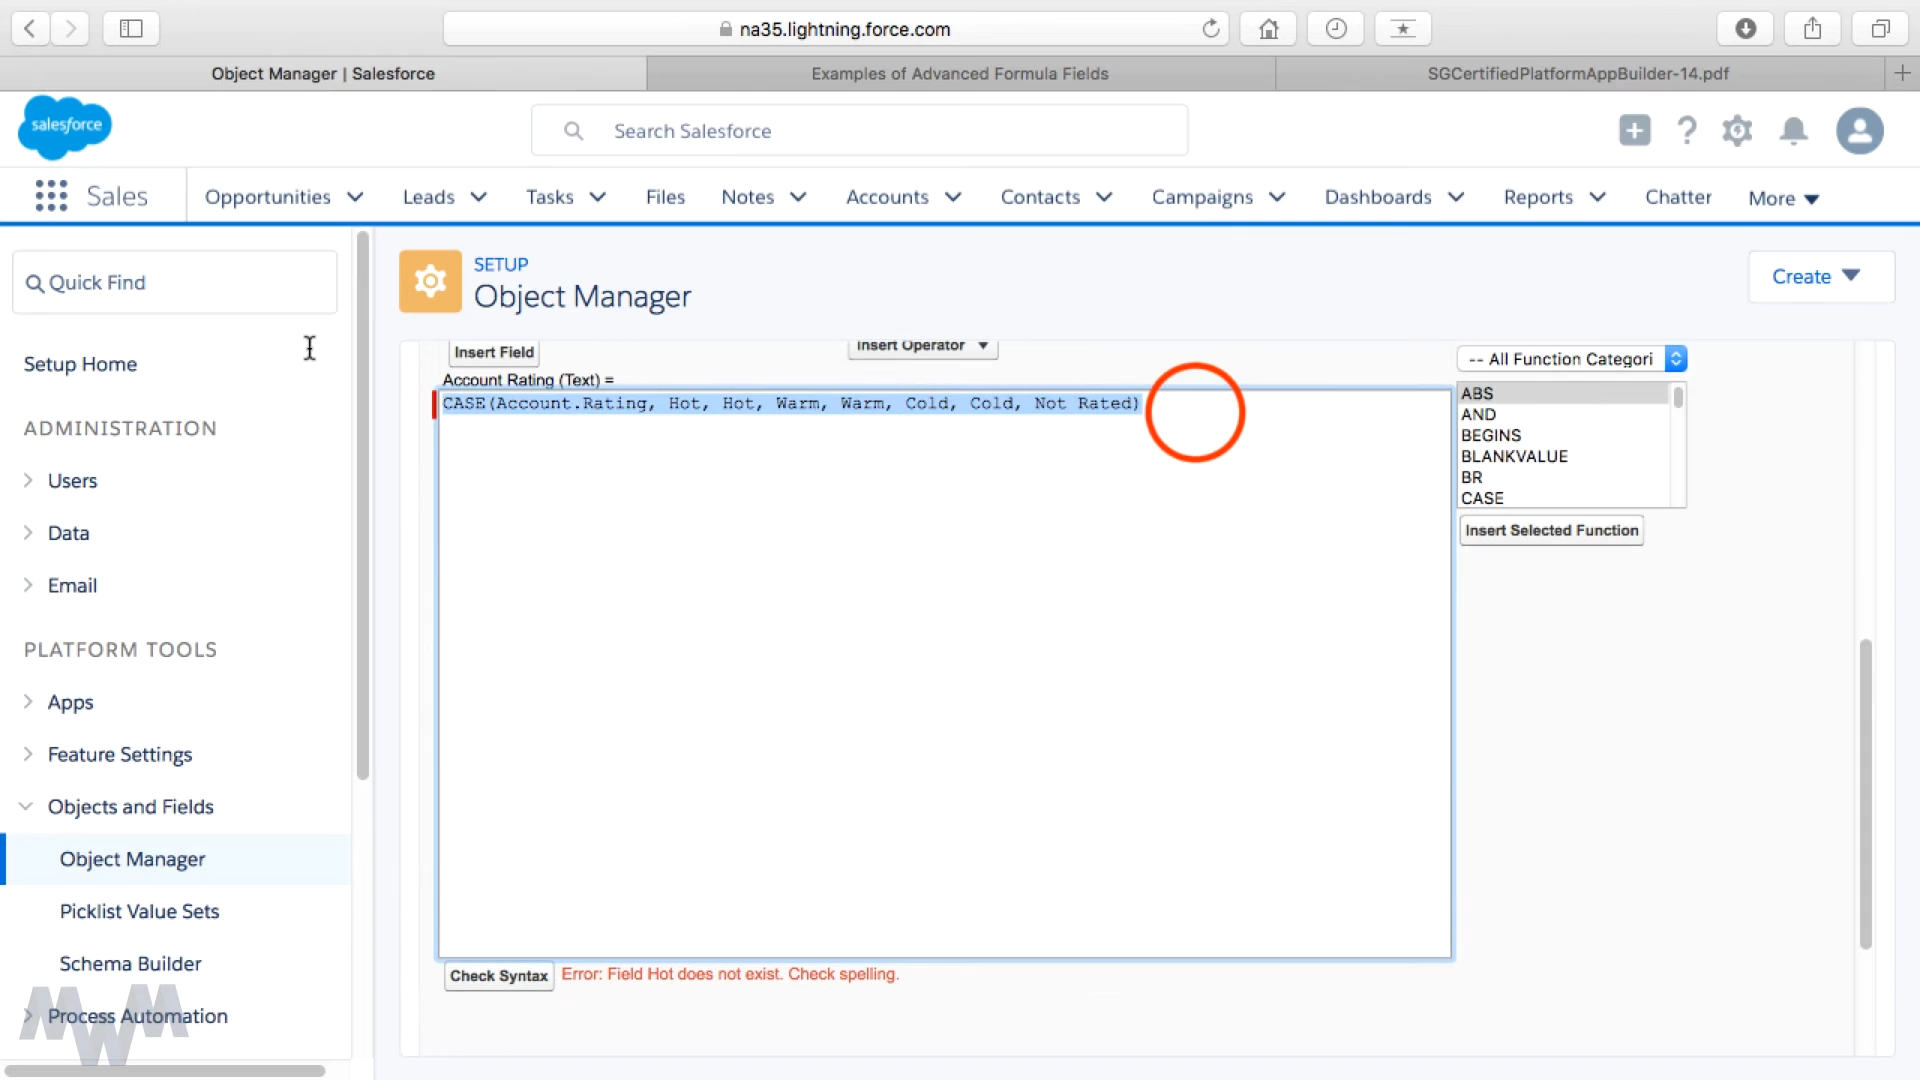 na35.lightning.force.com
Object Manager | Salesforce
Examples of Advanced Formula Fields
SGCertifiedPlatformAppBuilder-14.pdf
salesforce
Search Salesforce
Sales
Opportunities
Leads
Tasks
Files
Notes
Accounts
Contacts
Campaigns
Dashboards
Reports
Chatter
More
Quick Find
Setup Home
ADMINISTRATION
Users
Data
Email
PLATFORM TOOLS
Apps
Feature Settings
Objects and Fields
Object Manager
Picklist Value Sets
Schema Builder
Process Automation
MWM
SETUP
Object Manager
Create
Insert Field
Insert Operator
Account Rating (Text) =
CASE(Account.Rating, Hot, Hot, Warm, Warm, Cold, Cold, Not Rated)
-- All Function Categori
ABS
AND
BEGINS
BLANKVALUE
BR
CASE
Insert Selected Function
Check Syntax
Error: Field Hot does not exist. Check spelling.